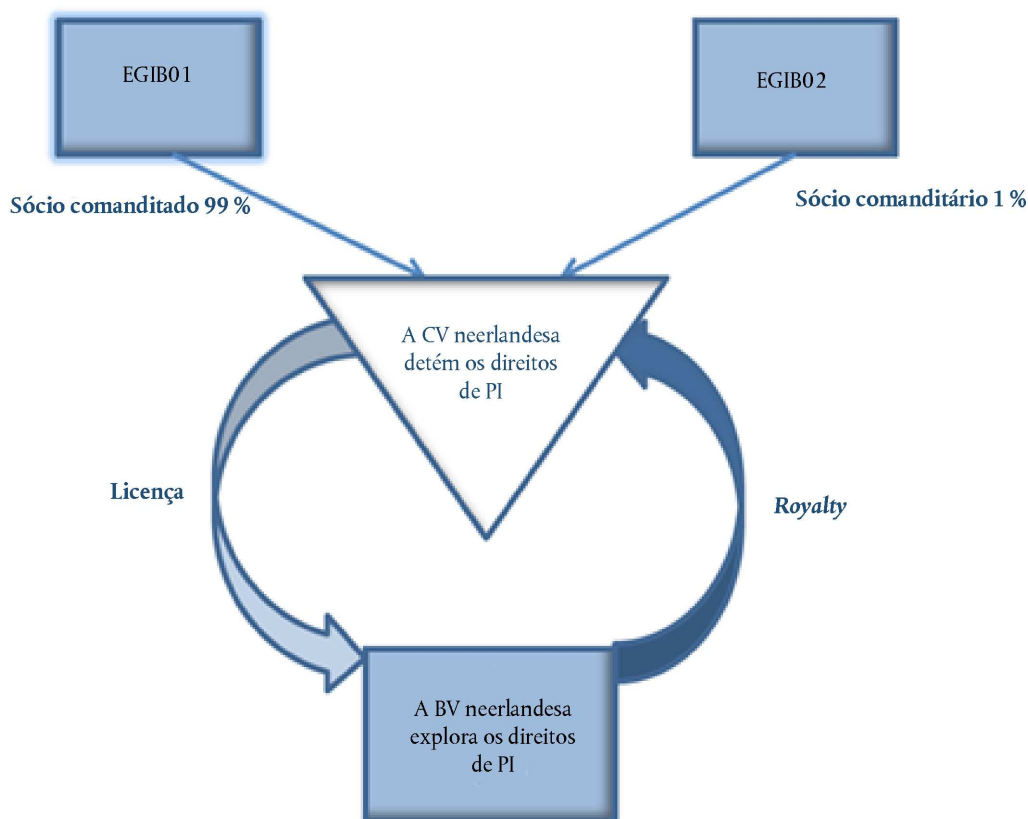 EGIB01
EGIB02
Sócio comanditado 99 %
Sócio comanditário 1 %
A CV neerlandesa
detém os direitos
de PI
Licença
Royalty
A BV neerlandesa
explora os direitos
de PI